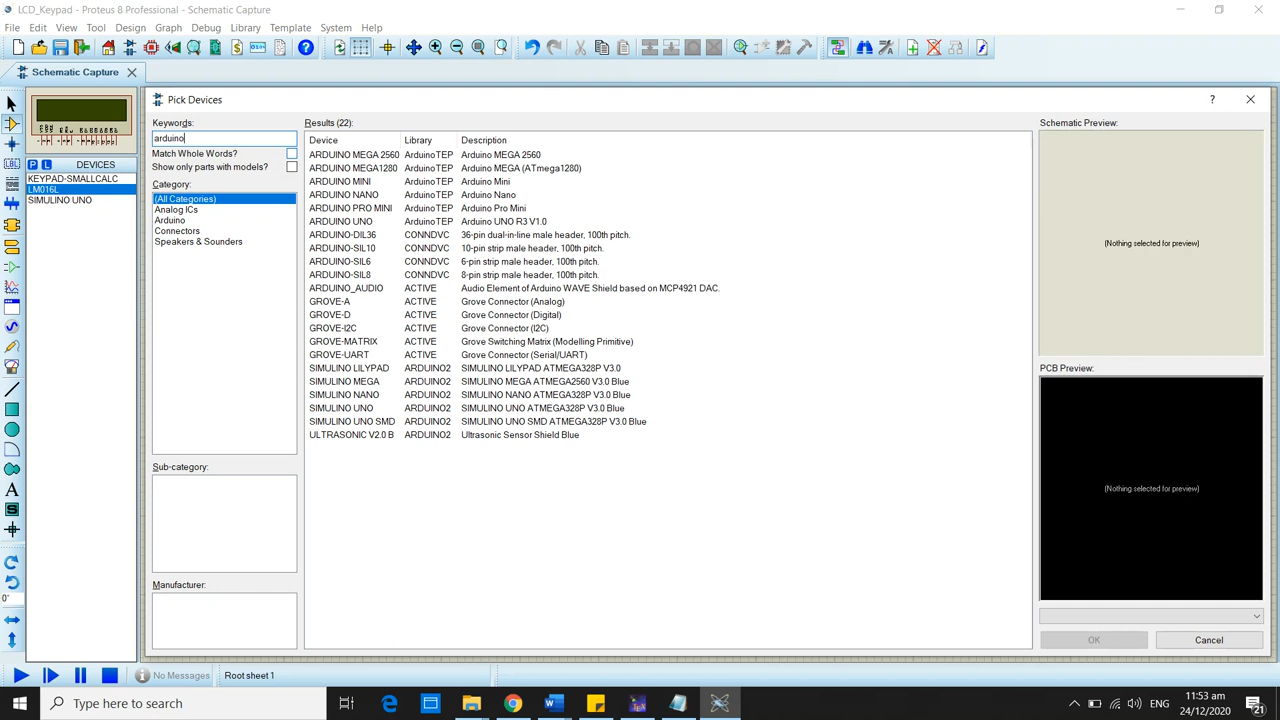 LCD_Keypad - Proteus 8 Professional - Schematic Capture
File Edit View Tool Design Graph Debug Library Template System Help
Schematic Capture
Pick Devices
Keywords:
arduino
Match Whole Words?
Show only parts with models?
Category:
(All Categories)
Analog ICs
Arduino
Connectors
Speakers & Sounders
Sub-category:
Manufacturer:
P L DEVICES
KEYPAD-SMALLCALC
LM016L
SIMULINO UNO
Results (22):
Device Library Description
ARDUINO MEGA 2560 ArduinoTEP Arduino MEGA 2560
ARDUINO MEGA1280 ArduinoTEP Arduino MEGA (ATmega1280)
ARDUINO MINI ArduinoTEP Arduino Mini
ARDUINO NANO ArduinoTEP Arduino Nano
ARDUINO PRO MINI ArduinoTEP Arduino Pro Mini
ARDUINO UNO ArduinoTEP Arduino UNO R3 V1.0
ARDUINO-DIL36 CONNDVC 36-pin dual-in-line male header, 100th pitch.
ARDUINO-SIL10 CONNDVC 10-pin strip male header, 100th pitch.
ARDUINO-SIL6 CONNDVC 6-pin strip male header, 100th pitch.
ARDUINO-SIL8 CONNDVC 8-pin strip male header, 100th pitch.
ARDUINO_AUDIO ACTIVE Audio Element of Arduino WAVE Shield based on MCP4921 DAC.
GROVE-A ACTIVE Grove Connector (Analog)
GROVE-D ACTIVE Grove Connector (Digital)
GROVE-I2C ACTIVE Grove Connector (I2C)
GROVE-MATRIX ACTIVE Grove Switching Matrix (Modelling Primitive)
GROVE-UART ACTIVE Grove Connector (Serial/UART)
SIMULINO LILYPAD ARDUINO2 SIMULINO LILYPAD ATMEGA328P V3.0
SIMULINO MEGA ARDUINO2 SIMULINO MEGA ATMEGA2560 V3.0 Blue
SIMULINO NANO ARDUINO2 SIMULINO NANO ATMEGA328P V3.0 Blue
SIMULINO UNO ARDUINO2 SIMULINO UNO ATMEGA328P V3.0 Blue
SIMULINO UNO SMD ARDUINO2 SIMULINO UNO SMD ATMEGA328P V3.0 Blue
ULTRASONIC V2.0 B ARDUINO2 Ultrasonic Sensor Shield Blue
Schematic Preview:
(Nothing selected for preview)
PCB Preview:
(Nothing selected for preview)
OK Cancel
0°
No Messages Root sheet 1
Type here to search
ENG
11:53 am
24/12/2020
21